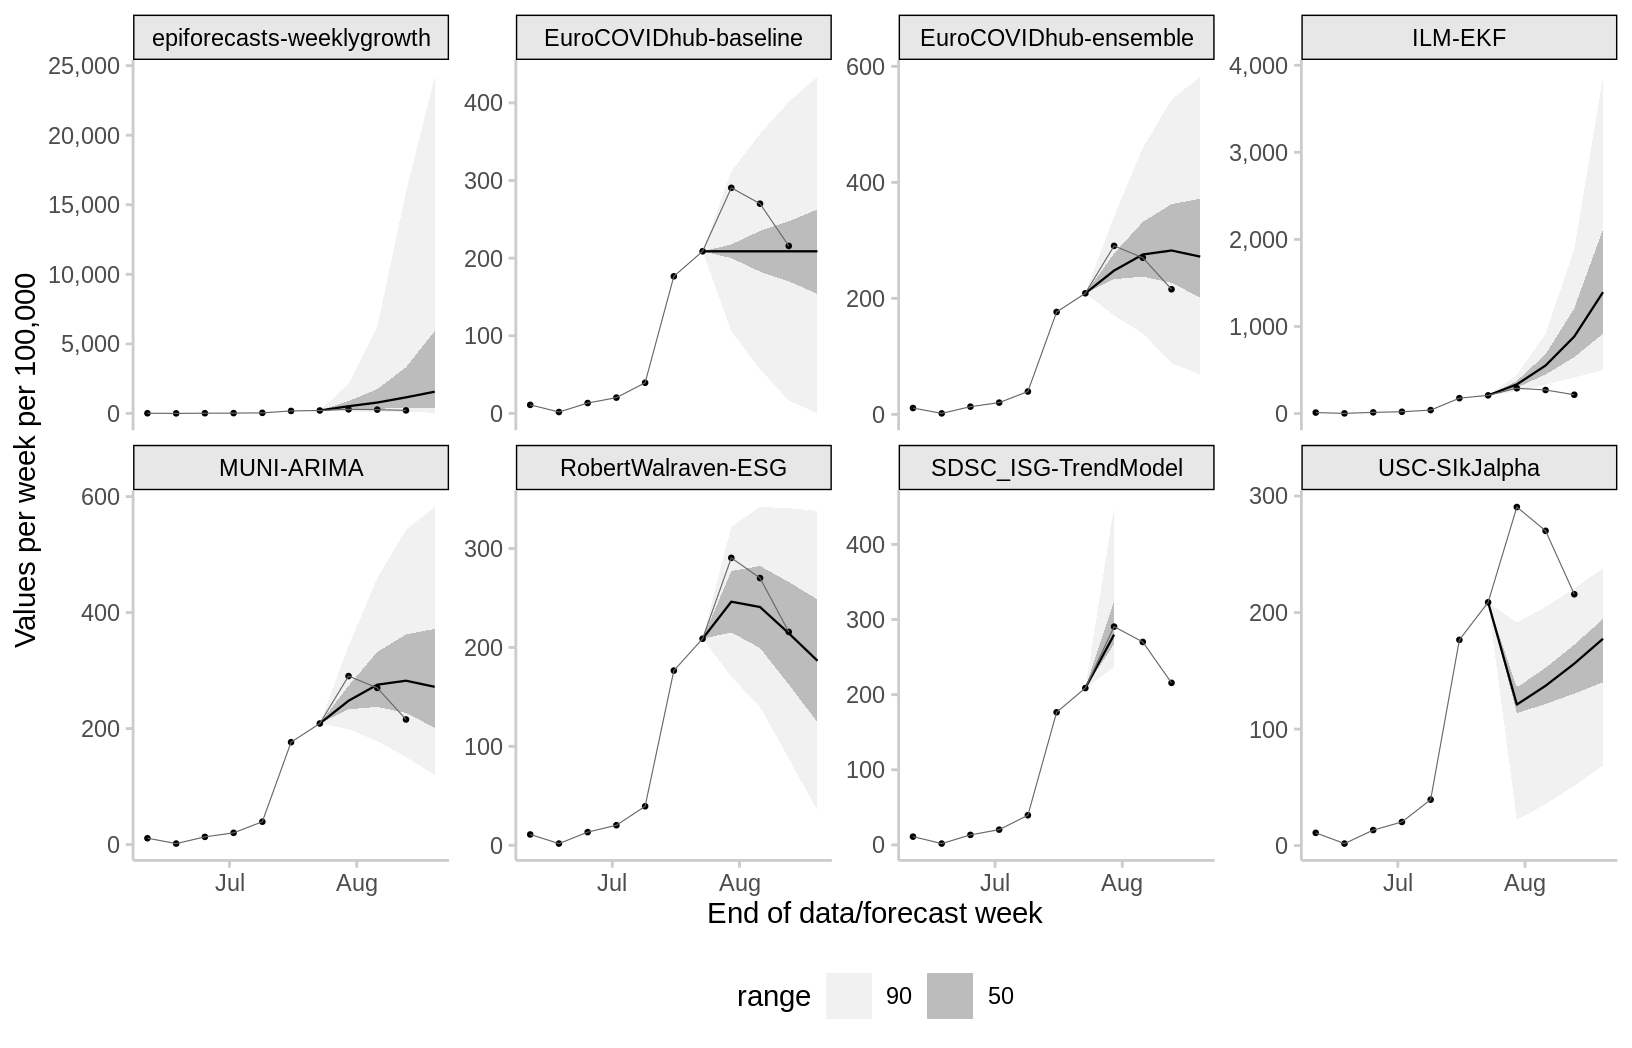 epiforecasts-weeklygrowth
EuroCOVIDhub-baseline
EuroCOVIDhub-ensemble
ILM-EKF
25,000
20,000
15,000
10,000
5,000
0
400
300
200
100
0
600
400
200
0
4,000
3,000
2,000
1,000
0
Values per week per 100,000
MUNI-ARIMA
RobertWalraven-ESG
SDSC_ISG-TrendModel
USC-SIkJalpha
600
400
200
0
300
200
100
0
400
300
200
100
0
300
200
100
0
Jul
Aug
Jul
Aug
Jul
Aug
Jul
Aug
End of data/forecast week
range
90
50